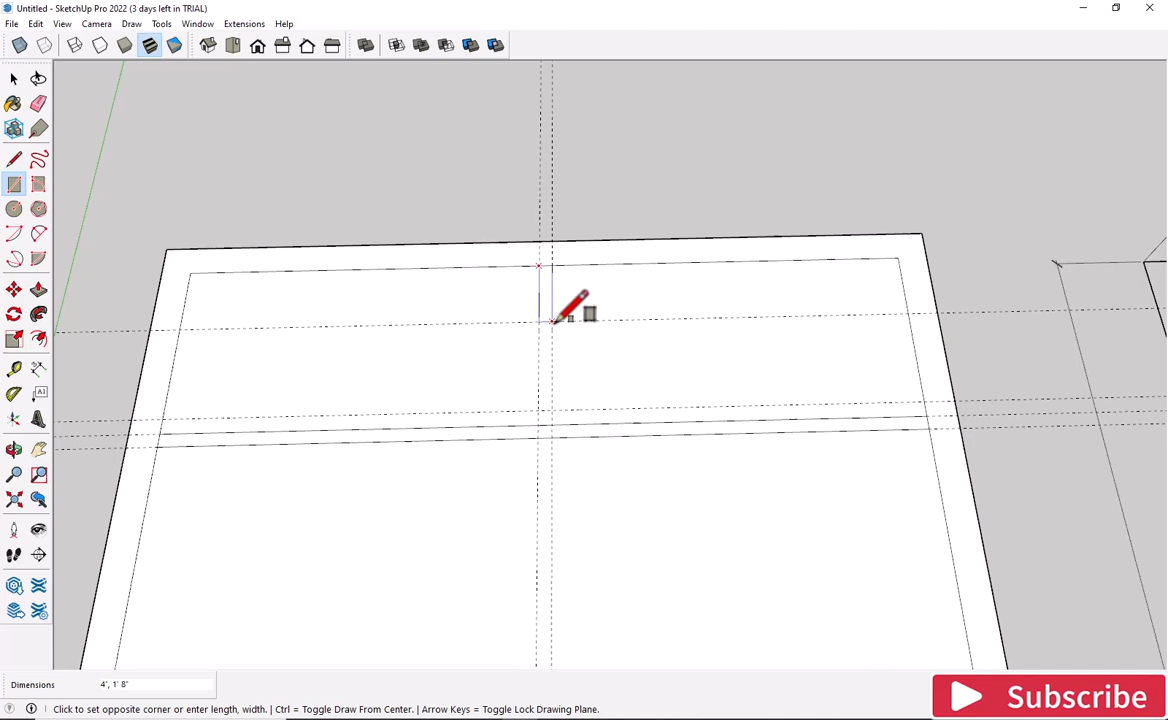 Untitled - SketchUp Pro 2022 (3 days left in TRIAL)
File Edit View Camera Draw Tools Window Extensions Help
A1
Dimensions 4", 1' 8"
Click to set opposite corner or enter length, width. | Ctrl = Toggle Draw From Center. | Arrow Keys = Toggle Lock Drawing Plane.
Subscribe